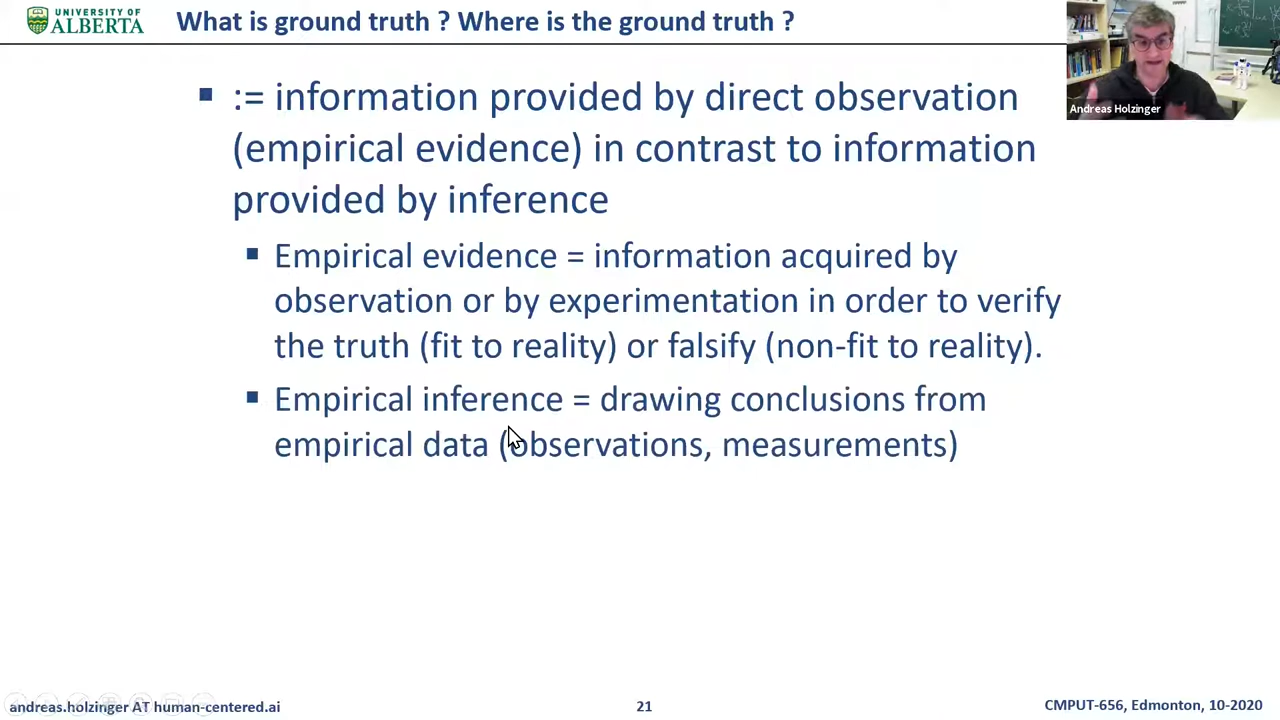 UNIVERSITY OF
ALBERTA
What is ground truth ? Where is the ground truth ?
Andreas Holzinger
▪ := information provided by direct observation
(empirical evidence) in contrast to information
provided by inference
▪ Empirical evidence = information acquired by
observation or by experimentation in order to verify
the truth (fit to reality) or falsify (non-fit to reality).
▪ Empirical inference = drawing conclusions from
empirical data (observations, measurements)
andreas.holzinger AT human-centered.ai
21
CMPUT-656, Edmonton, 10-2020